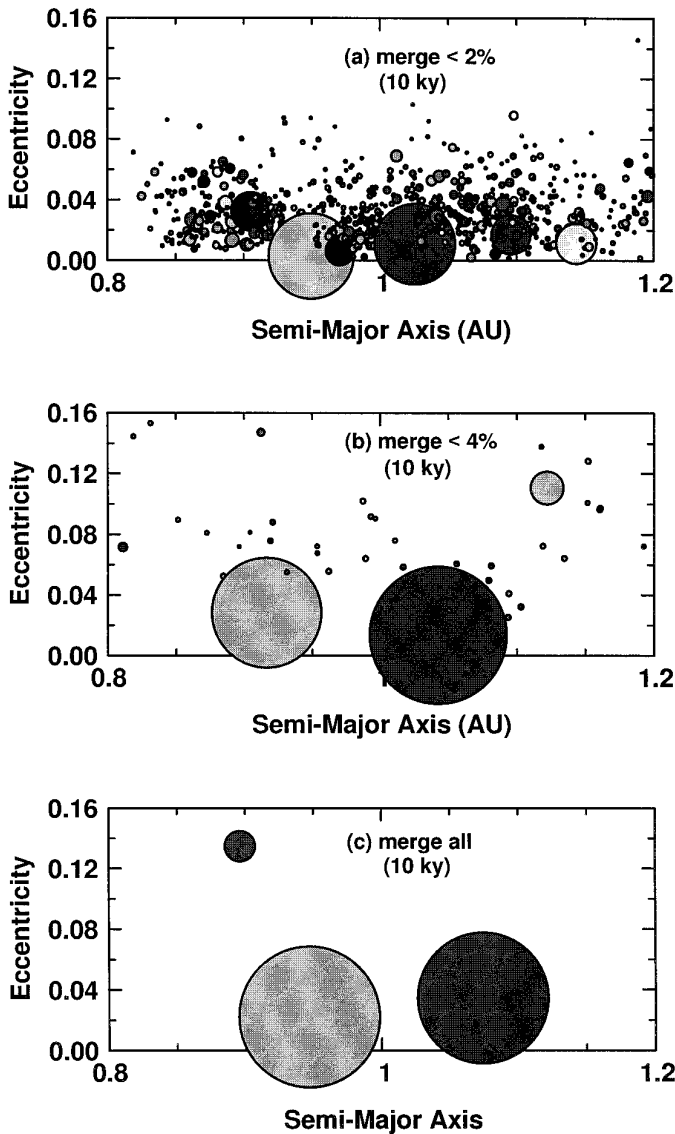 0.16
(a) merge < 2%
(10 ky)
0.12
0.08
0.04
0.00
Eccentricity
0.8
1
1.2
Semi-Major Axis (AU)
0.16
(b) merge < 4%
(10 ky)
0.12
0.08
0.04
0.00
Eccentricity
0.8
1.2
Semi-Major Axis (AU)
0.16
(c) merge all
(10 ky)
0.12
0.08
0.04
0.00
Eccentricity
0.8
1
1.2
Semi-Major Axis